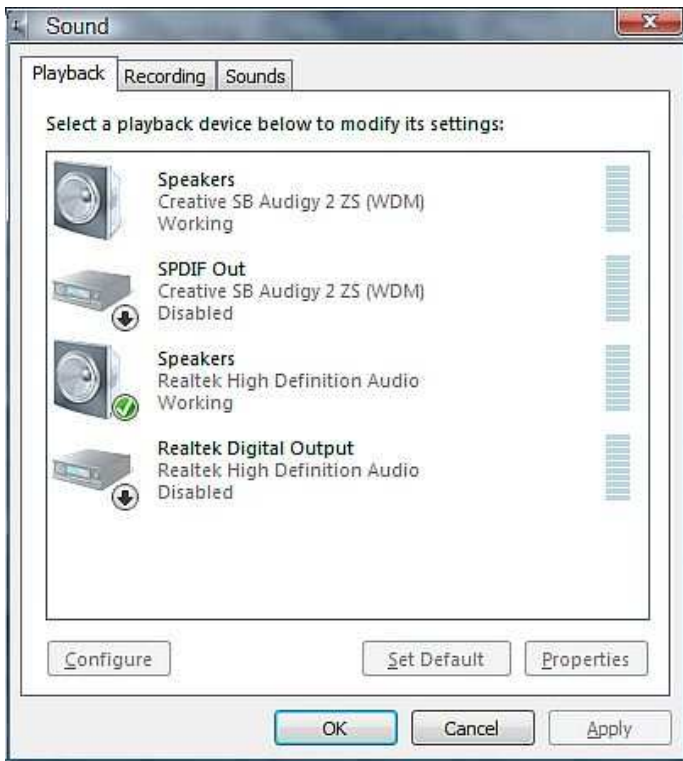 Sound
Playback Recording Sounds
Select a playback device below to modify its settings:
Speakers
Creative SB Audigy 2 ZS (WDM)
Working
SPDIF Out
Creative SB Audigy 2 ZS (WDM)
Disabled
Speakers
Realtek High Definition Audio
Working
Realtek Digital Output
Realtek High Definition Audio
Disabled
Configure Set Default Properties
OK Cancel Apply